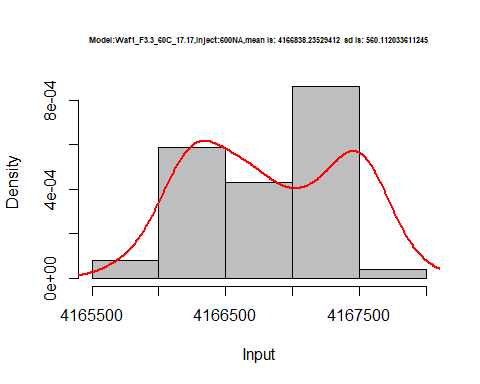 Model:Waf1_F3.3_60C_17.17,Inject:600NA,mean is: 4166838.23529412 sd is: 560.112033611245
Density
8e-04
4e-04
0e+00
4165500 4166500 4167500
Input